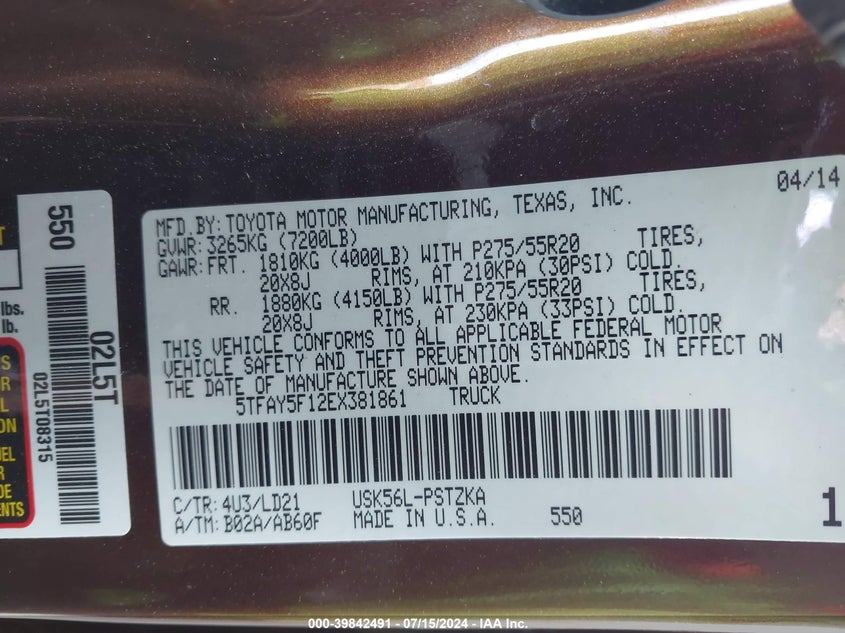 04/14
MFD.BY: TOYOTA MOTOR MANUFACTURING, TEXAS, INC.
GVWR: 3265KG (7200LB)
GAWR: FRT. 1810KG (4000LB) WITH P275/55R20 TIRES,
20X8J RIMS, AT 210KPA (30PSI) COLD.
RR. 1880KG (4150LB) WITH P275/55R20 TIRES,
20X8J RIMS, AT 230KPA (33PSI) COLD.
THIS VEHICLE CONFORMS TO ALL APPLICABLE FEDERAL MOTOR
VEHICLE SAFETY AND THEFT PREVENTION STANDARDS IN EFFECT ON
THE DATE OF MANUFACTURE SHOWN ABOVE.
5TFAY5F12EX381861 TRUCK
C/TR: 4U3/LD21 USK56L-PSTZKA
A/TM: B02A/AB60F MADE IN U.S.A. 550
1
550
02L5T
02L5T08315
lbs.
lb.
000-39842491 - 07/15/2024 - IAA Inc.